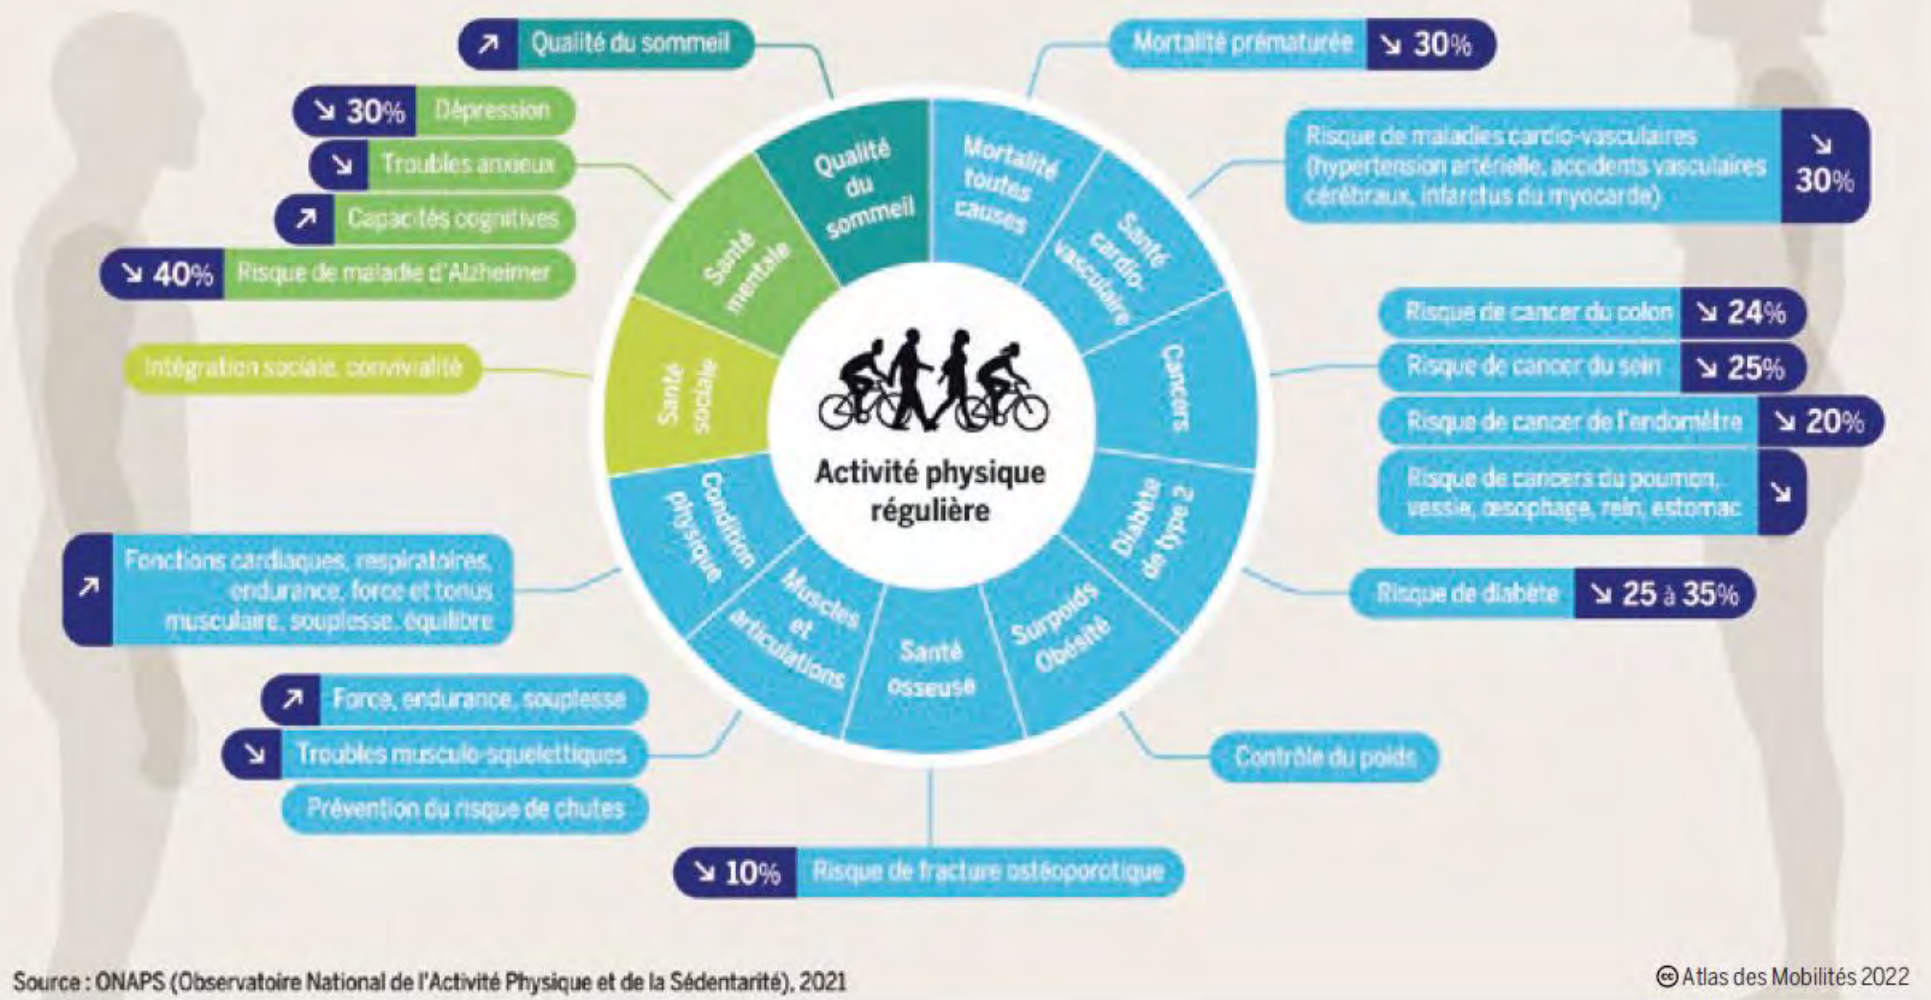 ↗ Qualité du sommeil
↘ 30% Dépression
↘ Troubles anxieux
↗ Capacités cognitives
↘ 40% Risque de maladie d'Alzheimer
Intégration sociale, convivialité
↗ Fonctions cardiaques, respiratoires,
endurance, force et tonus
musculaire, souplesse, équilibre
↗ Force, endurance, souplesse
↘ Troubles musculo-squelettiques
Prévention du risque de chutes
↘ 10% Risque de fracture ostéoporotique
Mortalité prématurée ↘ 30%
Risque de maladies cardio-vasculaires
(hypertension artérielle, accidents vasculaires
cérébraux, infarctus du myocarde)
↘
30%
Risque de cancer du colon ↘ 24%
Risque de cancer du sein ↘ 25%
Risque de cancer de l'endomètre ↘ 20%
Risque de cancers du poumon,
vessie, œsophage, rein, estomac ↘
Risque de diabète ↘ 25 à 35%
Contrôle du poids
Qualité
du
sommeil
Mortalité
toutes
causes
Santé
cardio-
vasculaire
Cancers
Diabète
de type 2
Surpoids
Obésité
Santé
osseuse
Muscles
et
articulations
Condition
physique
Santé
sociale
Santé
mentale
Activité physique
régulière
Source : ONAPS (Observatoire National de l'Activité Physique et de la Sédentarité), 2021
cc Atlas des Mobilités 2022